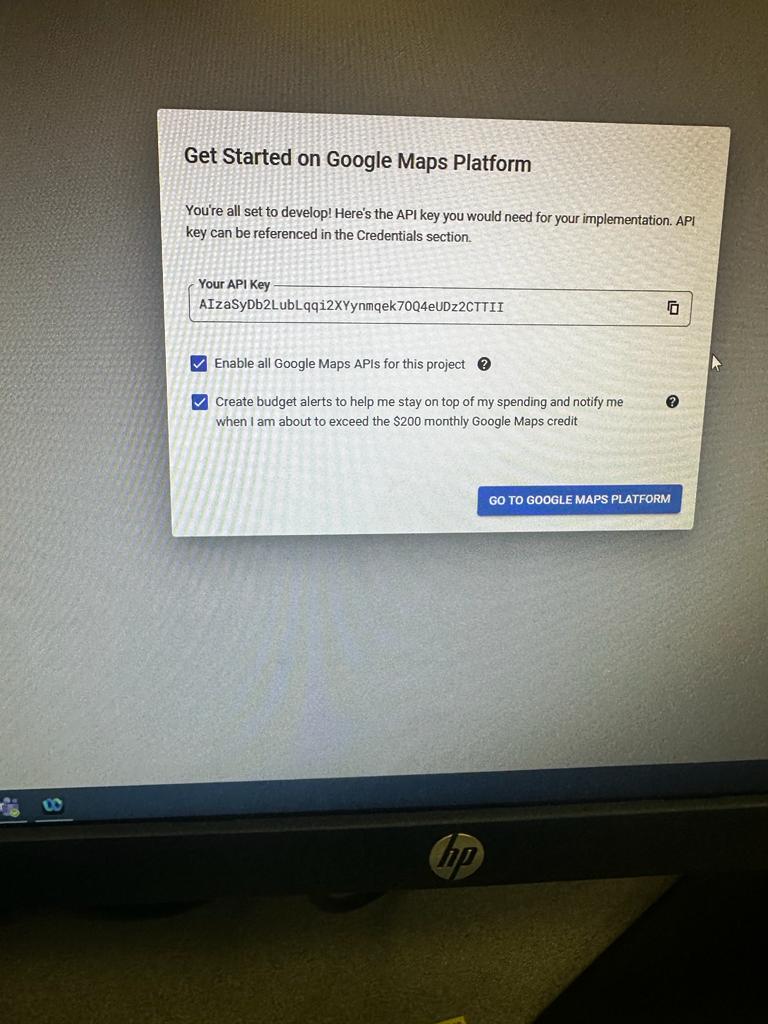 Get Started on Google Maps Platform
You're all set to develop! Here's the API key you would need for your implementation. API
key can be referenced in the Credentials section.
Your API Key
AIzaSyDb2LubLqqi2XYynmqek7OQ4eUDz2CTTII
Enable all Google Maps APIs for this project
Create budget alerts to help me stay on top of my spending and notify me
when I am about to exceed the $200 monthly Google Maps credit
GO TO GOOGLE MAPS PLATFORM
hp